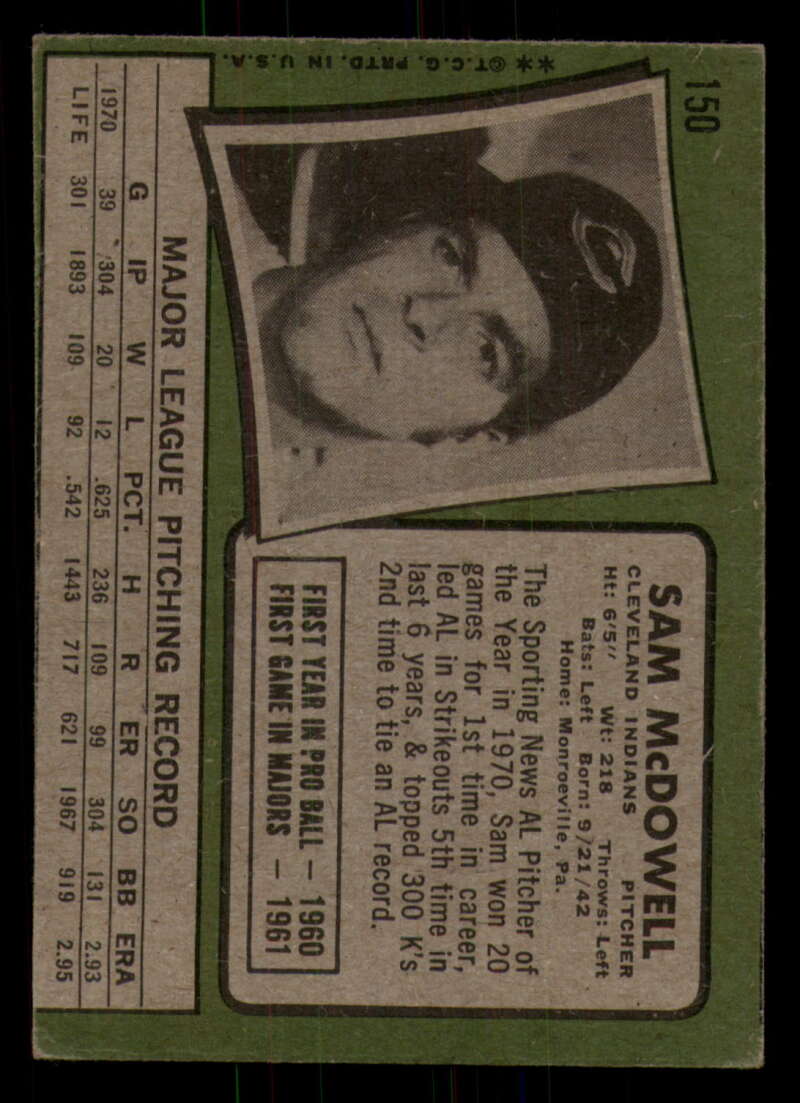 150
SAM McDOWELL
CLEVELAND INDIANS PITCHER
Ht: 6'5" Wt: 218 Throws: Left
Bats: Left Born: 9/21/42
Home: Monroeville, Pa.
The Sporting News AL Pitcher of
the Year in 1970, Sam won 20
games for 1st time in career,
led AL in Strikeouts 5th time in
last 6 years, & topped 300 K's
2nd time to tie an AL record.
FIRST YEAR IN PRO BALL — 1960
FIRST GAME IN MAJORS — 1961
MAJOR LEAGUE PITCHING RECORD
G IP W L PCT. H R ER SO BB ERA
1970 39 304 20 12 .625 236 109 99 304 131 2.93
LIFE 301 1893 109 92 .542 1443 717 621 1967 919 2.95
**©T.C.G. PRTD. IN U.S.A.